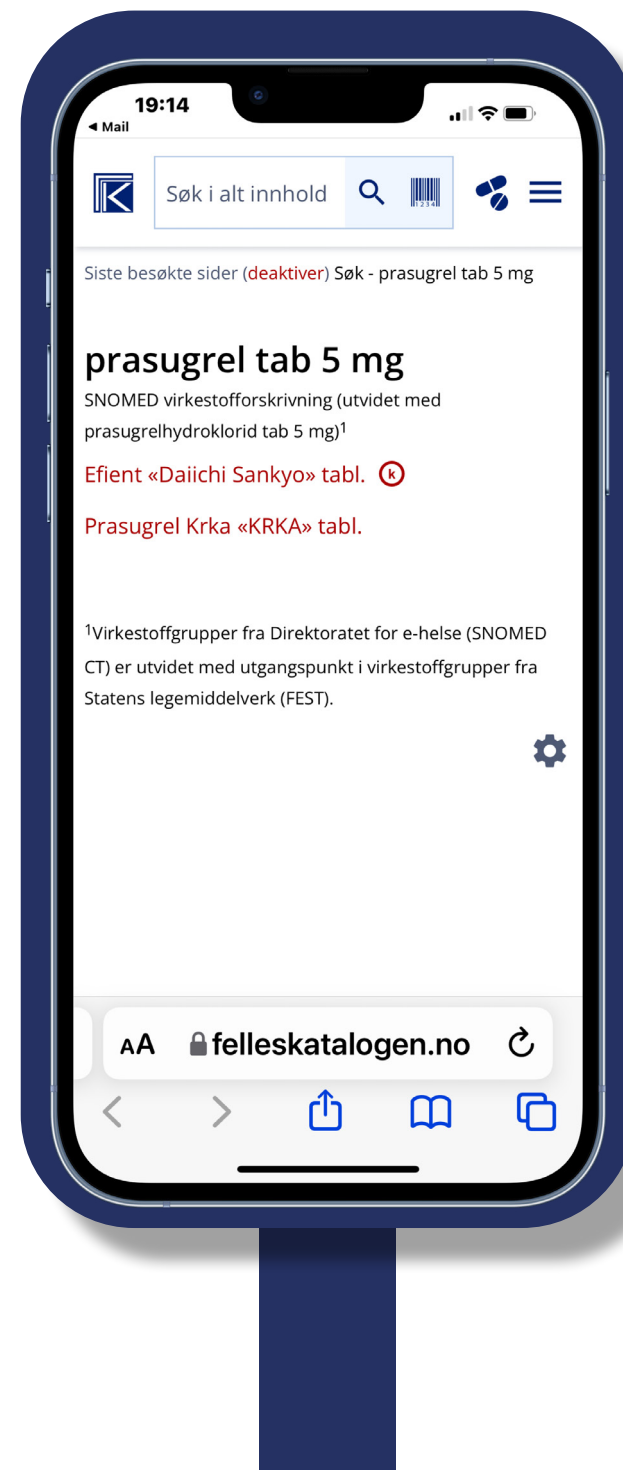 19:14
◄ Mail
Søk i alt innhold
1234
Siste besøkte sider (deaktiver) Søk - prasugrel tab 5 mg
prasugrel tab 5 mg
SNOMED virkestofforskrivning (utvidet med
prasugrelhydroklorid tab 5 mg)¹
Efient «Daiichi Sankyo» tabl. k
Prasugrel Krka «KRKA» tabl.
¹Virkestoffgrupper fra Direktoratet for e-helse (SNOMED
CT) er utvidet med utgangspunkt i virkestoffgrupper fra
Statens legemiddelverk (FEST).
AA felleskatalogen.no